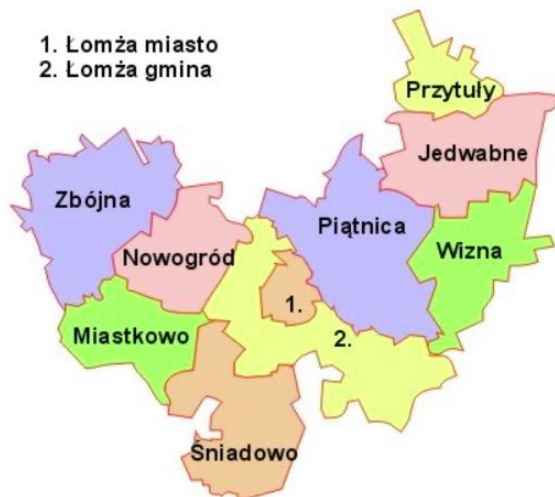 1. Łomża miasto
2. Łomża gmina
Przytuły
Jedwabne
Zbójna
Piątnica
Wizna
Nowogród
1.
Miastkowo
2.
Śniadowo